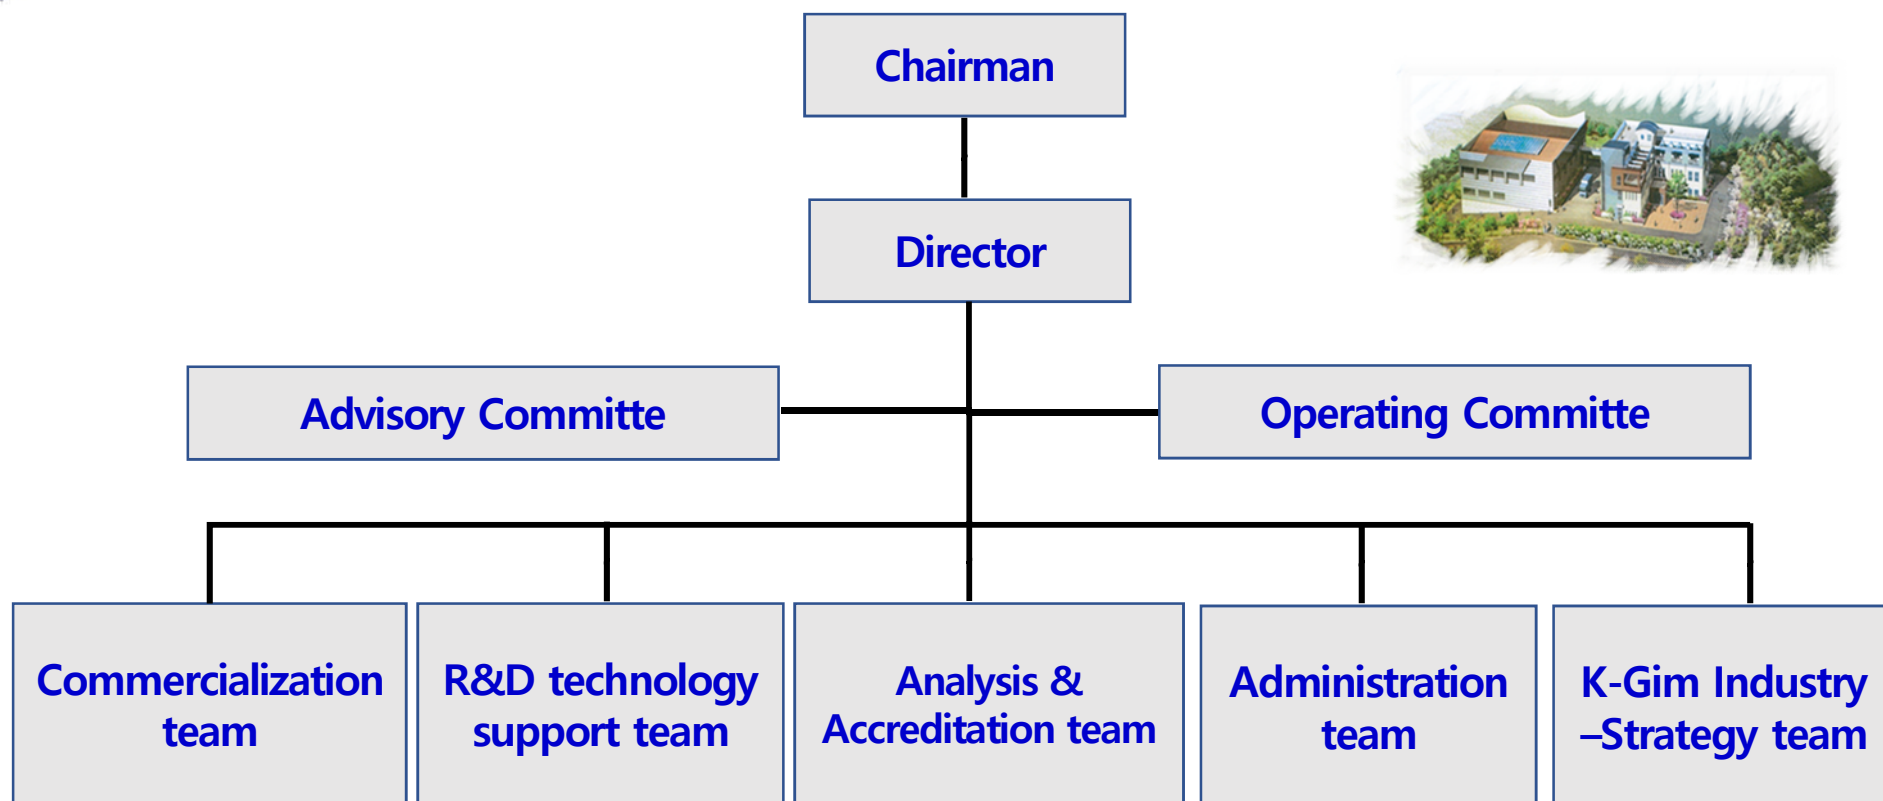 Chairman
Director
Advisory Committe
Operating Committe
Commercialization
team
R&D technology
support team
Analysis &
Accreditation team
Administration
team
K-Gim Industry
–Strategy team